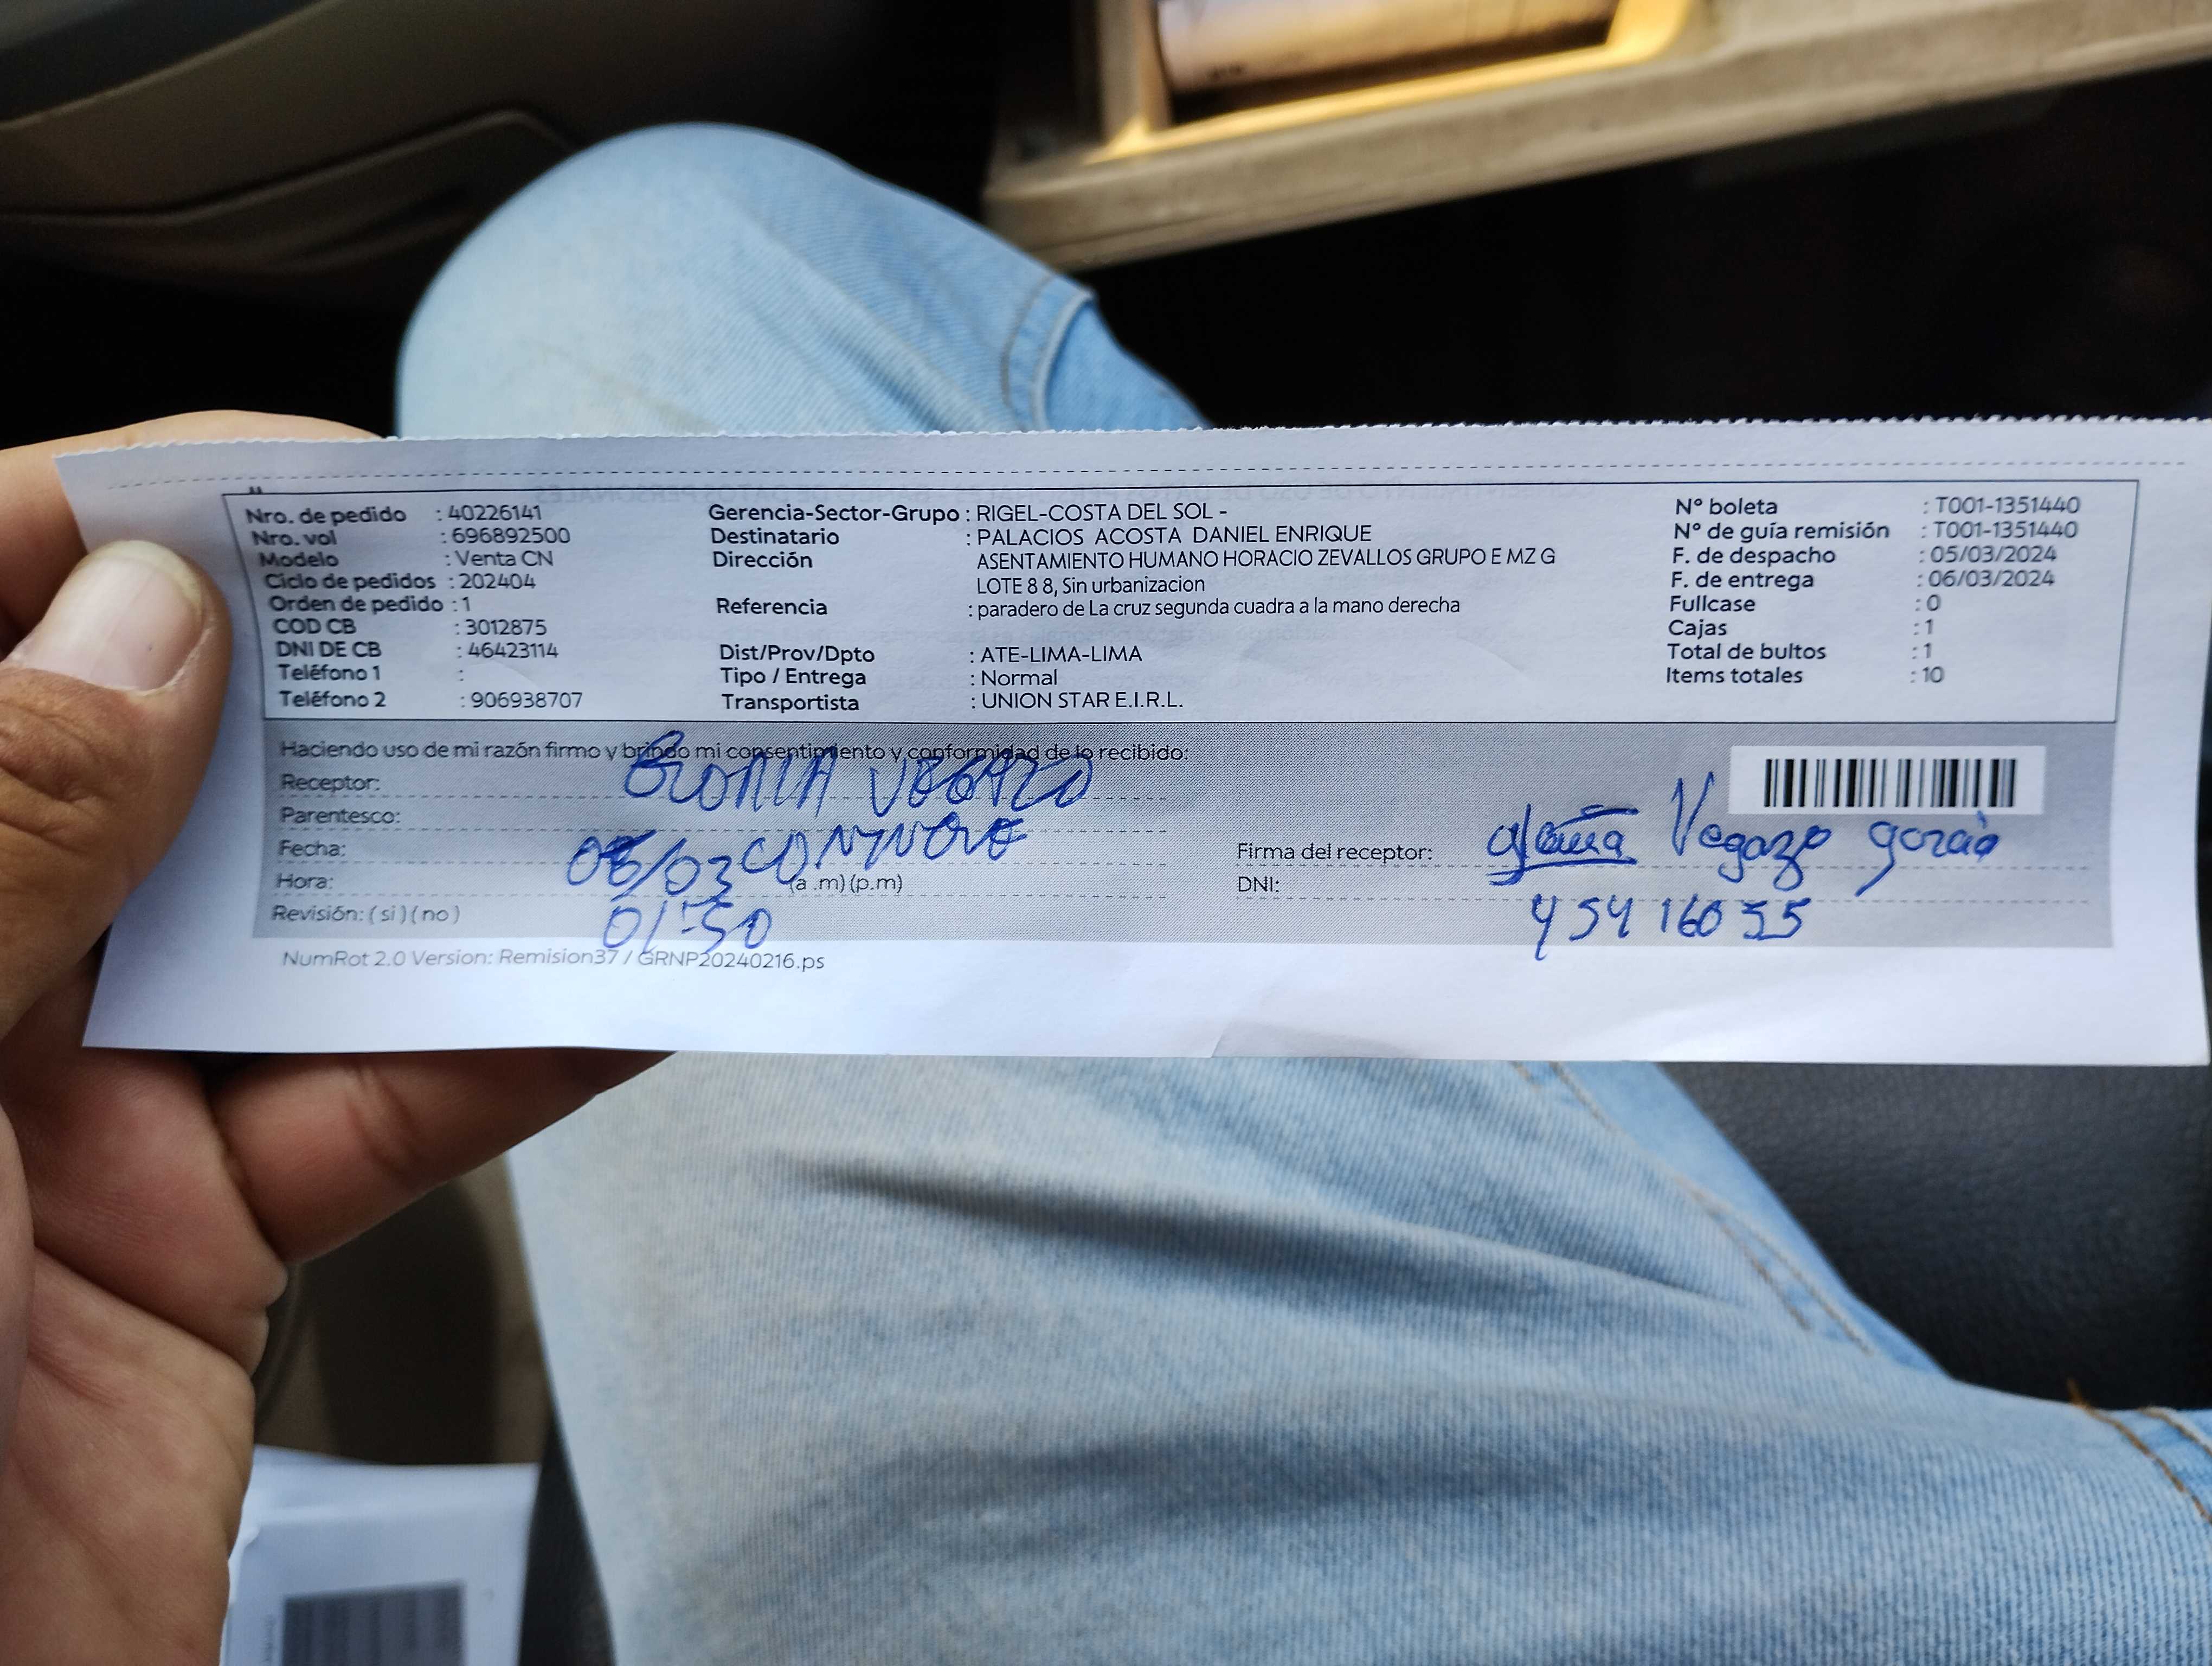 Nro. de pedido : 40226141
Nro. vol : 696892500
Modelo : Venta CN
Ciclo de pedidos : 202404
Orden de pedido : 1
COD CB : 3012875
DNI DE CB : 46423114
Teléfono 1 :
Teléfono 2 : 906938707
Gerencia-Sector-Grupo : RIGEL-COSTA DEL SOL -
Destinatario : PALACIOS ACOSTA DANIEL ENRIQUE
Dirección ASENTAMIENTO HUMANO HORACIO ZEVALLOS GRUPO E MZ G
LOTE 8 8, Sin urbanizacion
Referencia : paradero de La cruz segunda cuadra a la mano derecha
Dist/Prov/Dpto : ATE-LIMA-LIMA
Tipo / Entrega : Normal
Transportista : UNION STAR E.I.R.L.
N° boleta : T001-1351440
N° de guía remisión : T001-1351440
F. de despacho : 05/03/2024
F. de entrega : 06/03/2024
Fullcase : 0
Cajas : 1
Total de bultos : 1
Items totales : 10
Haciendo uso de mi razón firmo y brindo mi consentimiento y conformidad de lo recibido:
Receptor: GLORIA VEGAZO
Parentesco:
Fecha: /03
Hora: 01:50 (a .m) (p.m)
Revisión: ( si ) ( no )
Firma del receptor: Vegazo
DNI: 45416055
NumRot 2.0 Version: Remision37 / GRNP20240216.ps